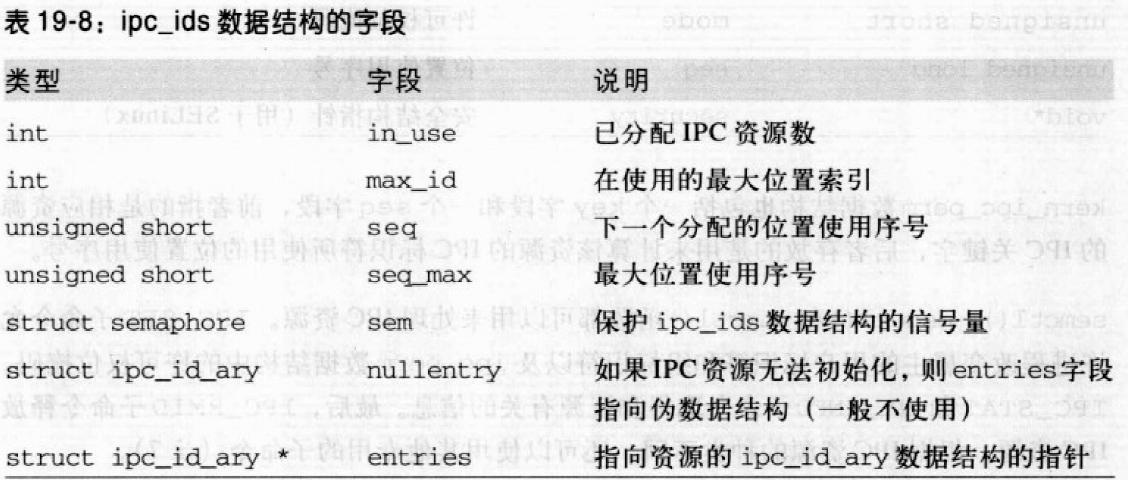 表 19-8：ipc_ids 数据结构的字段
类型 字段 说明
int in_use 已分配 IPC 资源数
int max_id 在使用的最大位置索引
unsigned short seq 下一个分配的位置使用序号
unsigned short seq_max 最大位置使用序号
struct semaphore sem 保护 ipc_ids 数据结构的信号量
struct ipc_id_ary nullentry 如果 IPC 资源无法初始化，则 entries 字段
指向伪数据结构（一般不使用）
struct ipc_id_ary * entries 指向资源的 ipc_id_ary 数据结构的指针